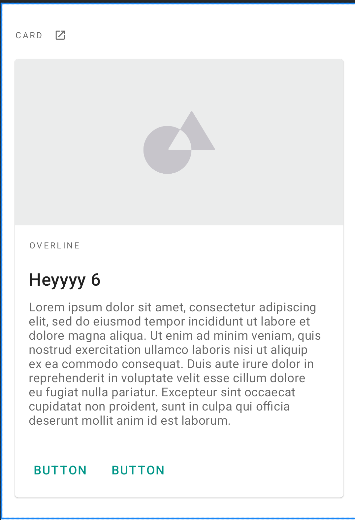 CARD
OVERLINE
Heyyyy 6
Lorem ipsum dolor sit amet, consectetur adipiscing
elit, sed do eiusmod tempor incididunt ut labore et
dolore magna aliqua. Ut enim ad minim veniam, quis
nostrud exercitation ullamco laboris nisi ut aliquip
ex ea commodo consequat. Duis aute irure dolor in
reprehenderit in voluptate velit esse cillum dolore
eu fugiat nulla pariatur. Excepteur sint occaecat
cupidatat non proident, sunt in culpa qui officia
deserunt mollit anim id est laborum.
BUTTON BUTTON